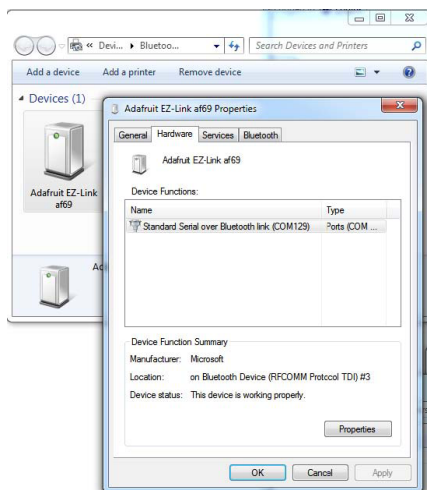 « Devi... ▸ Bluetoo...
Search Devices and Printers
Add a device Add a printer Remove device
Devices (1)
Adafruit EZ-Link
af69
Adafruit EZ-Link af69 Properties
General Hardware Services Bluetooth
Adafruit EZ-Link af69
Device Functions:
Name Type
Standard Serial over Bluetooth link (COM129) Ports (COM ...
Device Function Summary
Manufacturer: Microsoft
Location: on Bluetooth Device (RFCOMM Protocol TDI) #3
Device status: This device is working properly.
Properties
OK Cancel Apply